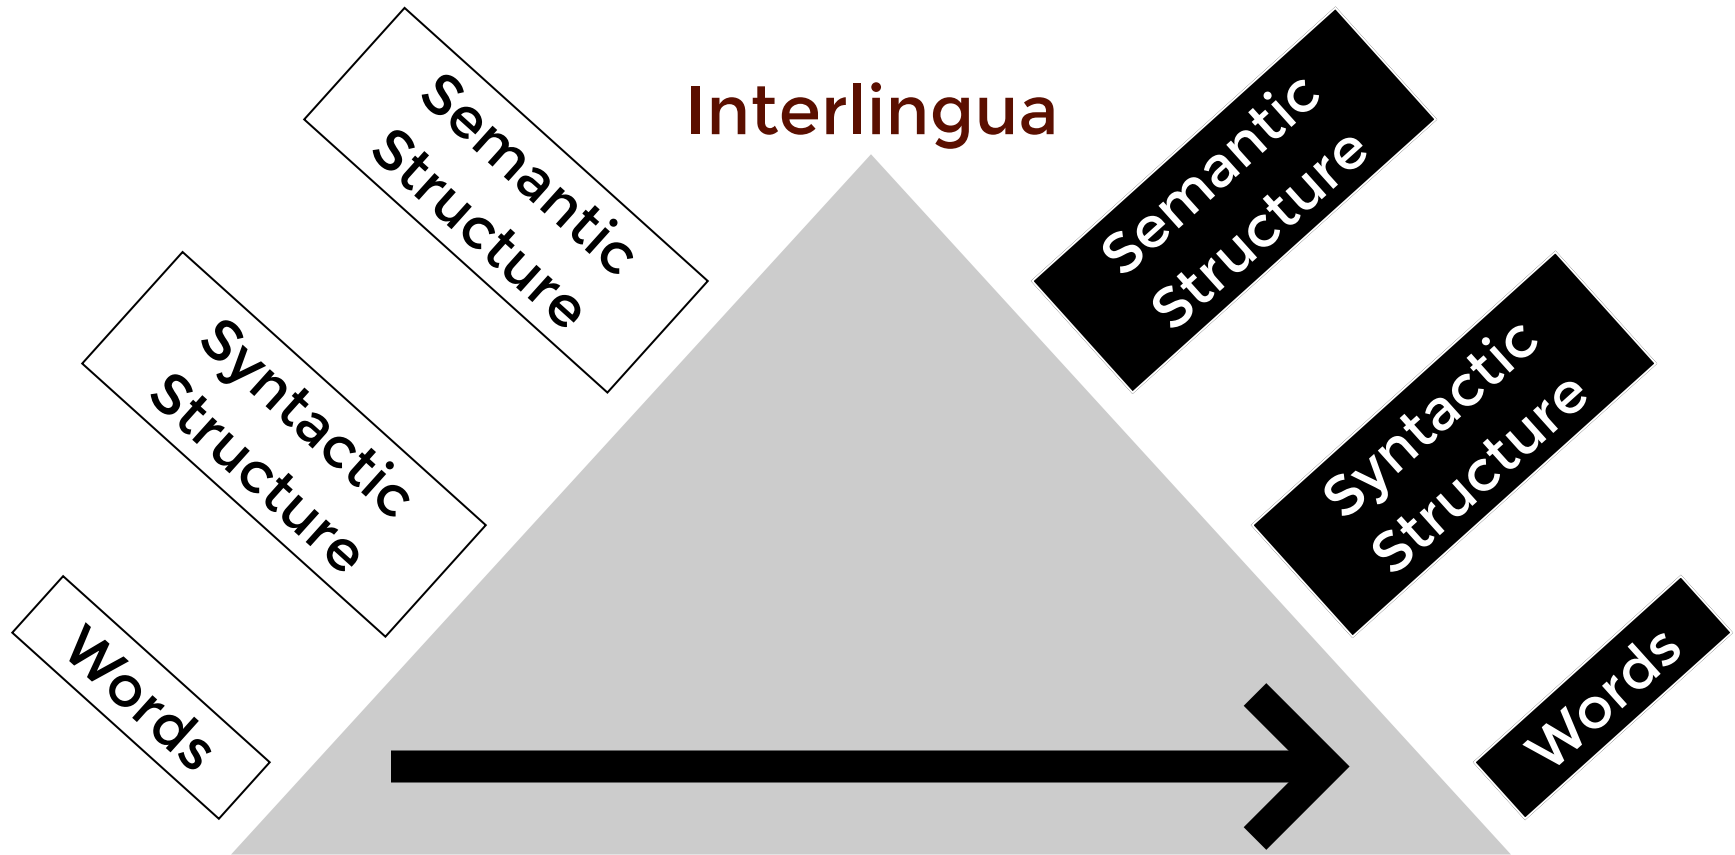 Interlingua
Semantic
Structure
Syntactic
Structure
Words
Semantic
Structure
Syntactic
Structure
Words